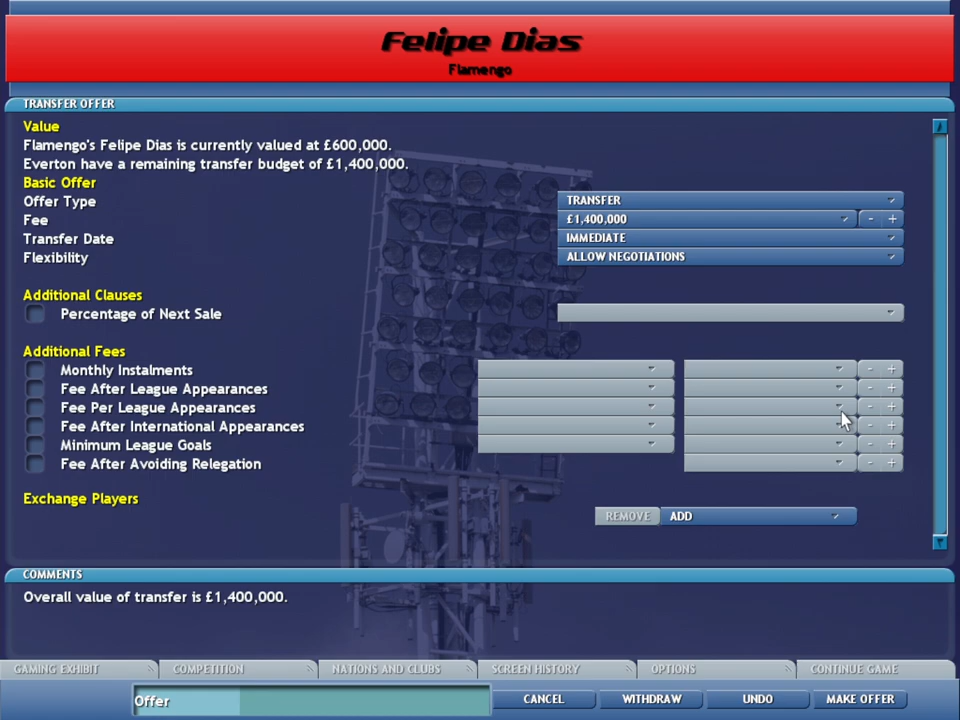 Felipe Dias
Flamengo
TRANSFER OFFER
Value
Flamengo's Felipe Dias is currently valued at £600,000.
Everton have a remaining transfer budget of £1,400,000.
Basic Offer
Offer Type TRANSFER
Fee £1,400,000 - +
Transfer Date IMMEDIATE
Flexibility ALLOW NEGOTIATIONS
Additional Clauses
Percentage of Next Sale
Additional Fees
Monthly Instalments - +
Fee After League Appearances - +
Fee Per League Appearances - +
Fee After International Appearances - +
Minimum League Goals - +
Fee After Avoiding Relegation - +
Exchange Players
REMOVE ADD
COMMENTS
Overall value of transfer is £1,400,000.
GAMING EXHIBIT COMPETITION NATIONS AND CLUBS SCREEN HISTORY OPTIONS CONTINUE GAME
Offer CANCEL WITHDRAW UNDO MAKE OFFER